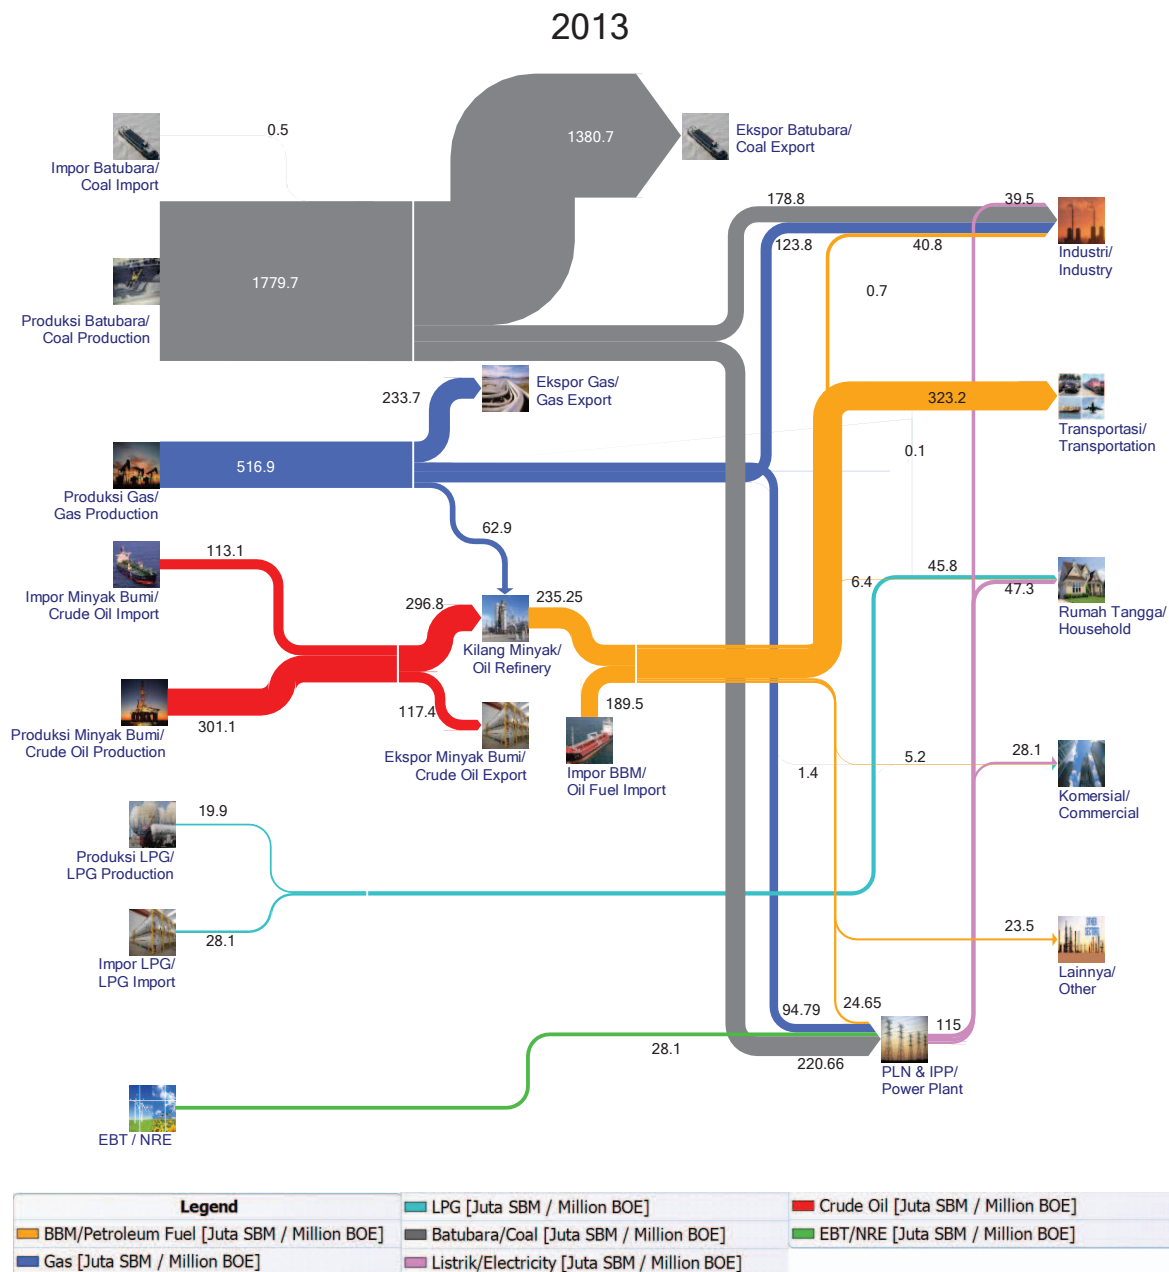 2013
0.5
Impor Batubara/
Coal Import
1380.7
Ekspor Batubara/
Coal Export
1779.7
Produksi Batubara/
Coal Production
178.8
39.5
123.8
40.8
Industri/
Industry
0.7
233.7
Ekspor Gas/
Gas Export
323.2
Transportasi/
Transportation
516.9
0.1
Produksi Gas/
Gas Production
62.9
113.1
Impor Minyak Bumi/
Crude Oil Import
296.8
235.25
6.4
45.8
47.3
Rumah Tangga/
Household
Kilang Minyak/
Oil Refinery
301.1
Produksi Minyak Bumi/
Crude Oil Production
117.4
189.5
Ekspor Minyak Bumi/
Crude Oil Export
Impor BBM/
Oil Fuel Import
1.4
5.2
28.1
Komersial/
Commercial
19.9
Produksi LPG/
LPG Production
28.1
Impor LPG/
LPG Import
23.5
Lainnya/
Other
94.79
24.65
115
28.1
220.66
PLN & IPP/
Power Plant
EBT / NRE
Legend
LPG [Juta SBM / Million BOE]
Crude Oil [Juta SBM / Million BOE]
BBM/Petroleum Fuel [Juta SBM / Million BOE]
Batubara/Coal [Juta SBM / Million BOE]
EBT/NRE [Juta SBM / Million BOE]
Gas [Juta SBM / Million BOE]
Listrik/Electricity [Juta SBM / Million BOE]